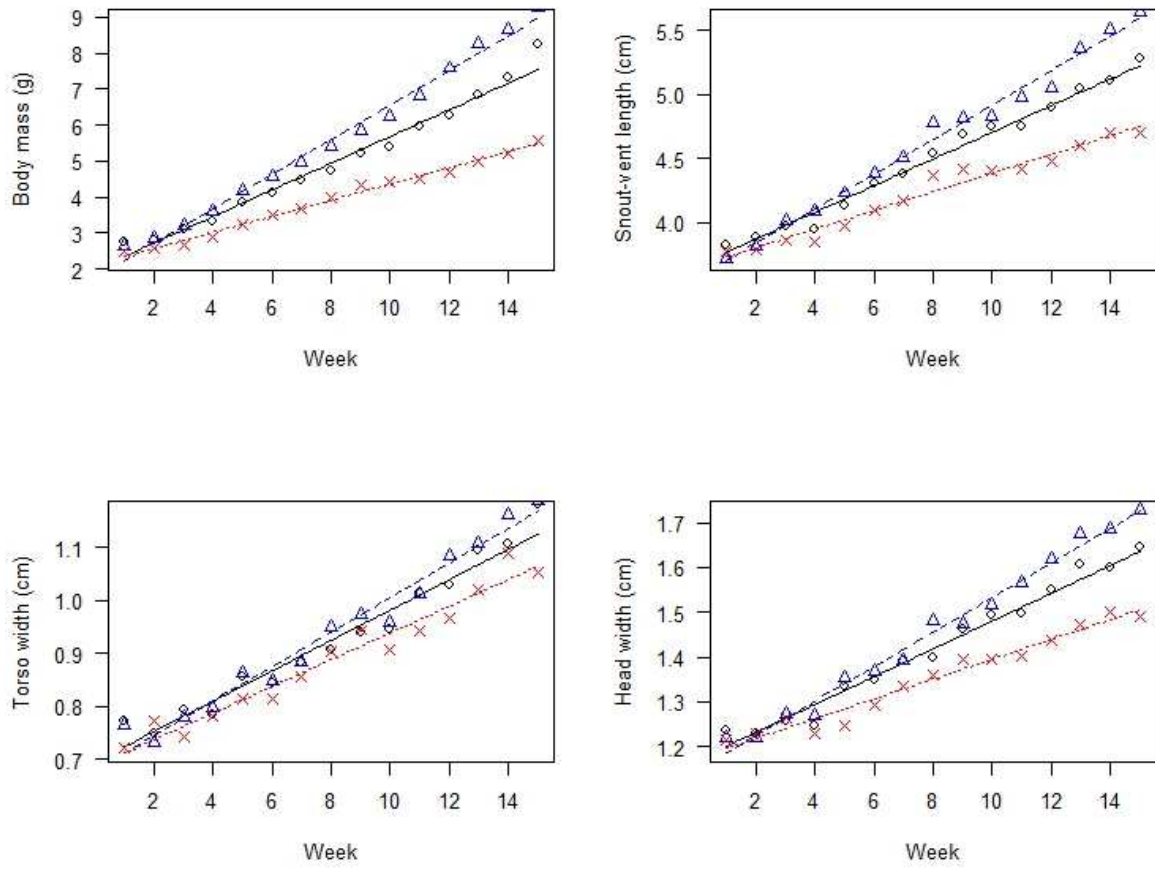 Body mass (g)
9
8
7
6
5
4
3
2
2 4 6 8 10 12 14
Week
Snout-vent length (cm)
5.5
5.0
4.5
4.0
2 4 6 8 10 12 14
Week
Torso width (cm)
1.1
1.0
0.9
0.8
0.7
2 4 6 8 10 12 14
Week
Head width (cm)
1.7
1.6
1.5
1.4
1.3
1.2
2 4 6 8 10 12 14
Week